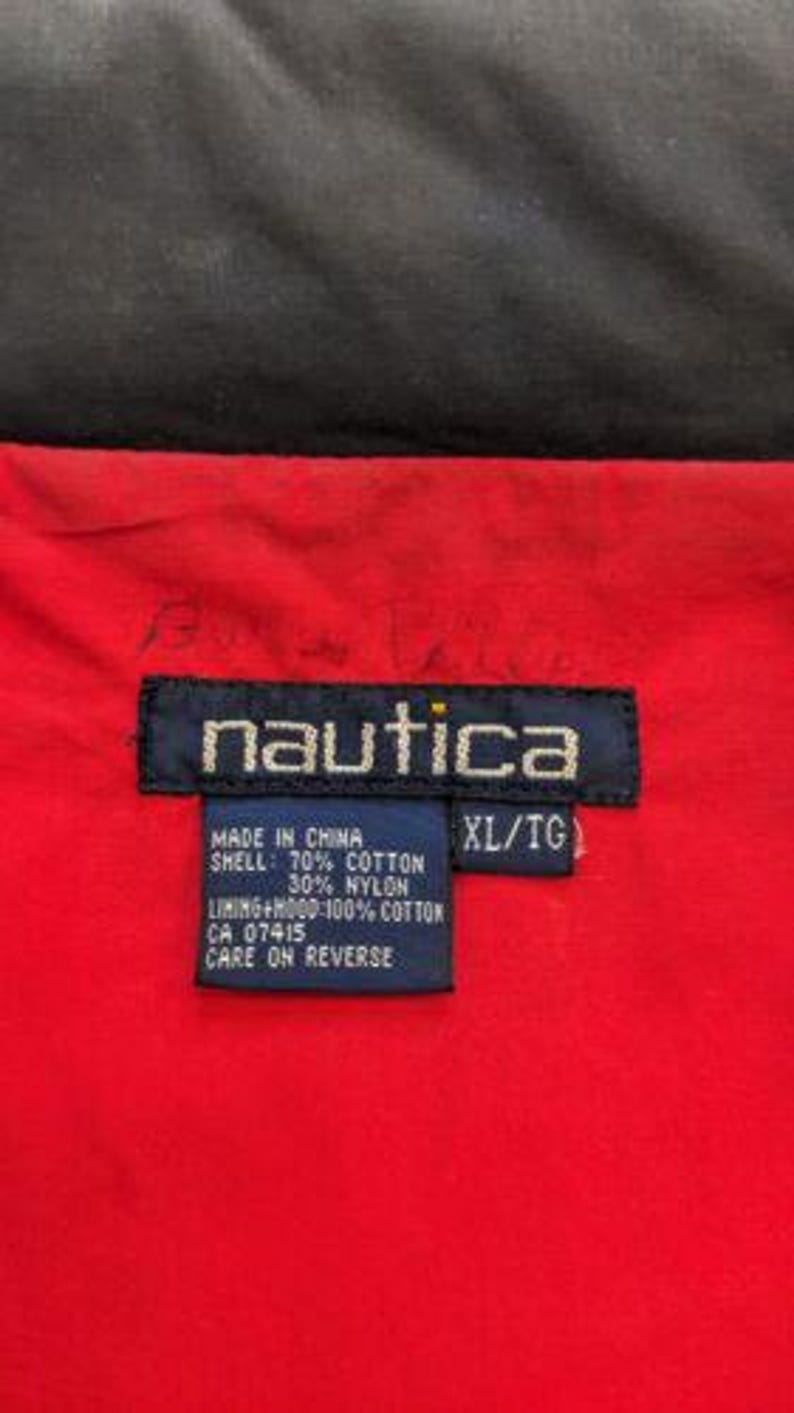 nautica
XL/TG
MADE IN CHINA
SHELL: 70% COTTON
30% NYLON
LINING+HOOD:100% COTTON
CA 07415
CARE ON REVERSE